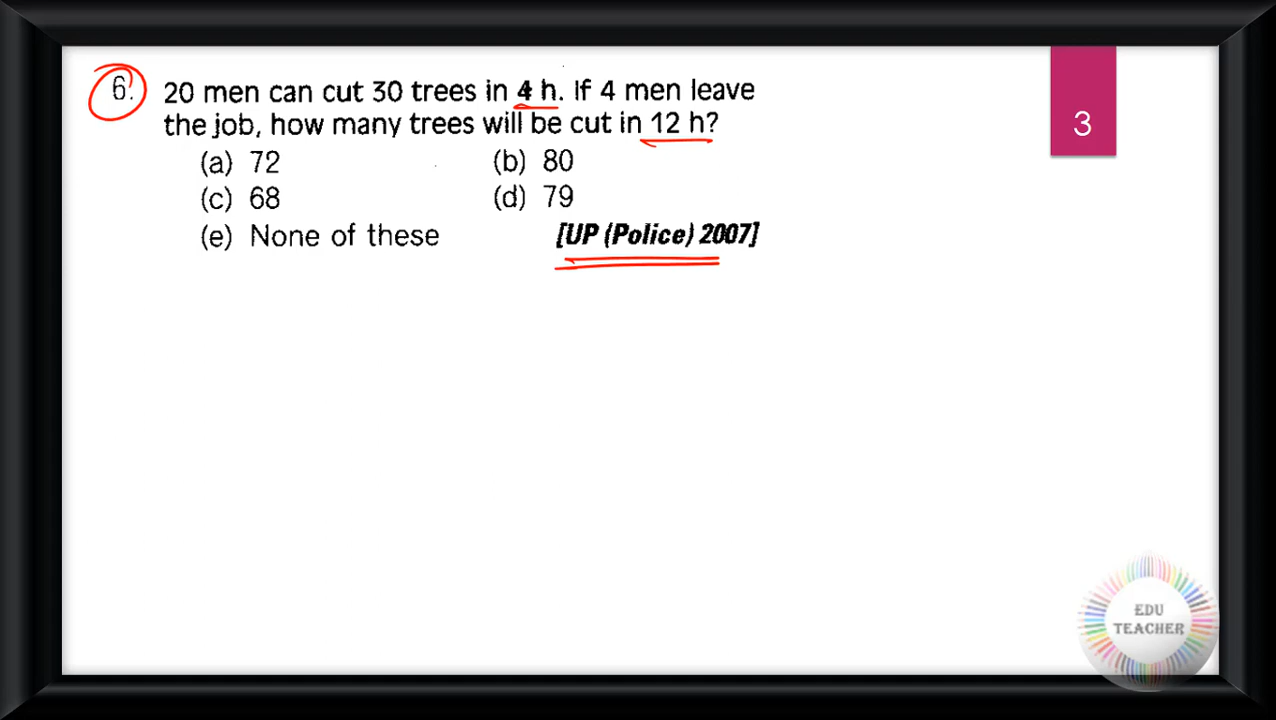 6. 20 men can cut 30 trees in 4 h. If 4 men leave
the job, how many trees will be cut in 12 h?
(a) 72 (b) 80
(c) 68 (d) 79
(e) None of these [UP (Police) 2007]
3
EDU
TEACHER